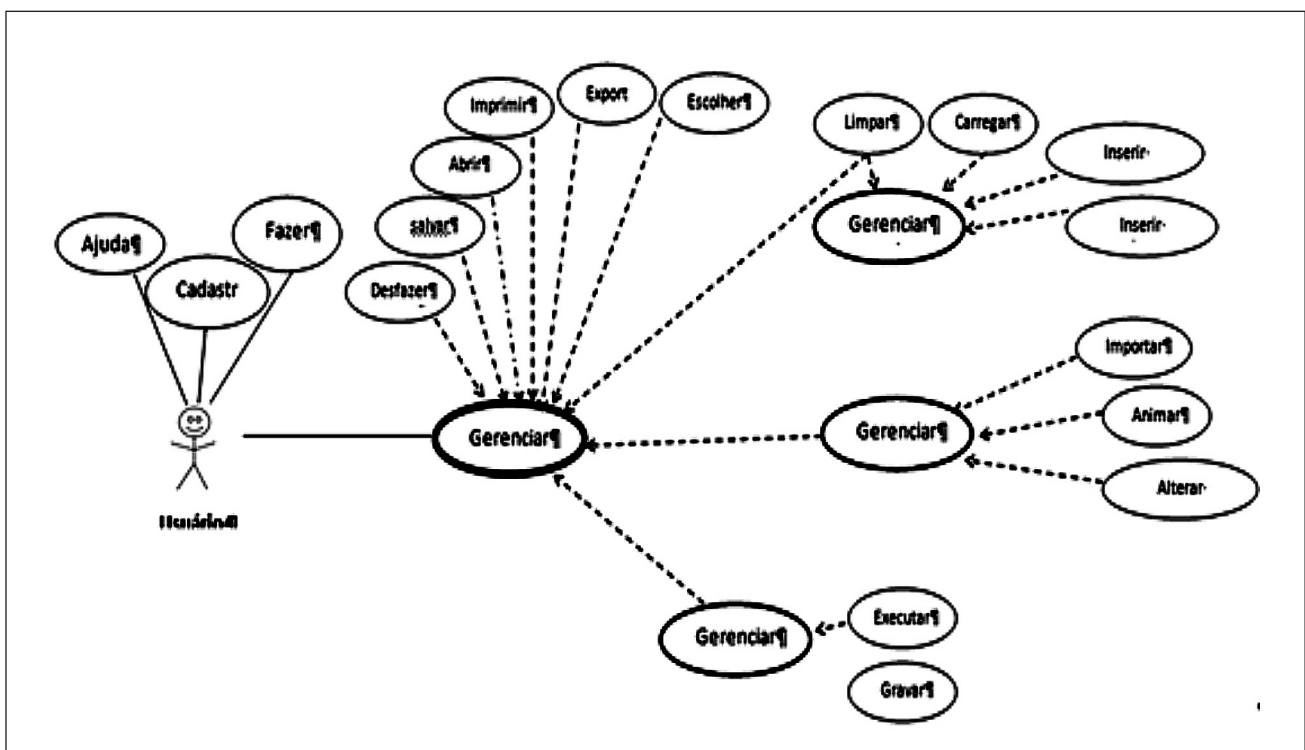 Imprimir¶
Export
Escolher¶
Limpar¶
Carregar¶
Abrir¶
Inserir·
Ajuda¶
Fazer¶
salvar¶
Gerenciar¶
Inserir·
Cadastr
Desfazer¶
Importar¶
Gerenciar¶
Gerenciar¶
Animar¶
Alterar·
Usuário¶
Executar¶
Gerenciar¶
Gravar¶